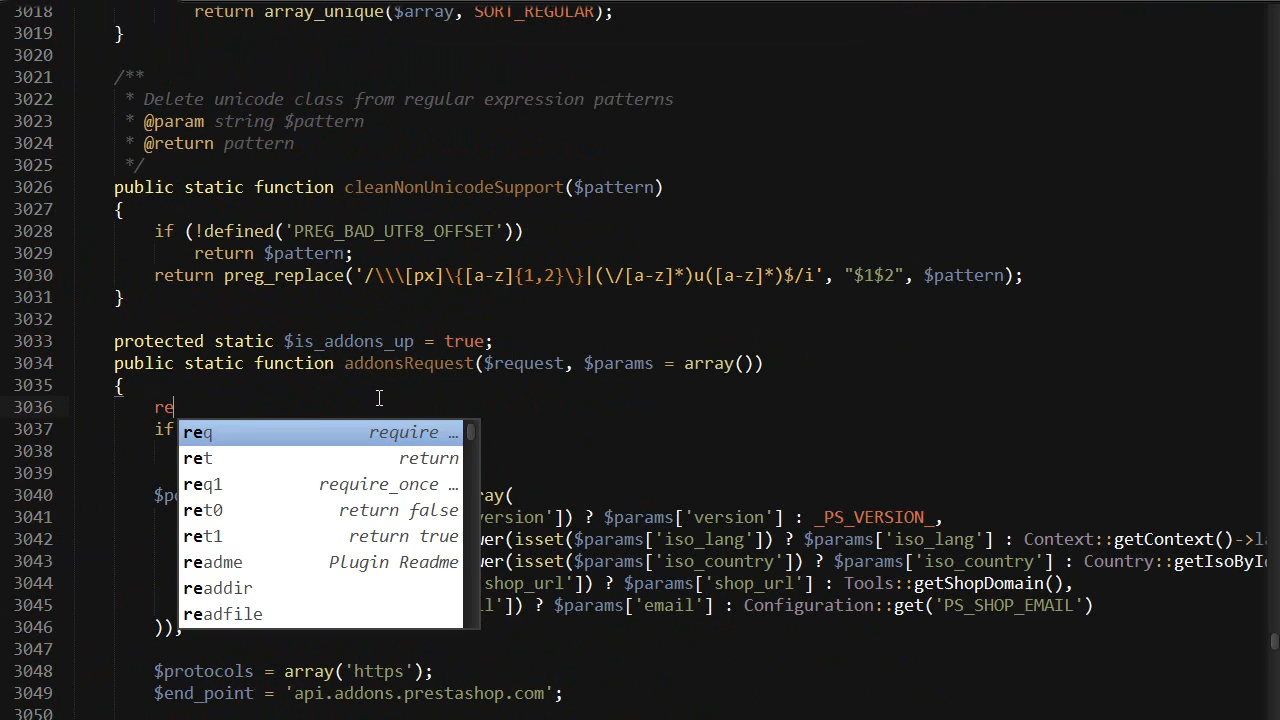 3018 return array_unique($array, SORT_REGULAR);
3019 }
3020
3021 /**
3022 * Delete unicode class from regular expression patterns
3023 * @param string $pattern
3024 * @return pattern
3025 */
3026 public static function cleanNonUnicodeSupport($pattern)
3027 {
3028 if (!defined('PREG_BAD_UTF8_OFFSET'))
3029 return $pattern;
3030 return preg_replace('/\\\[px]\{[a-z]{1,2}\}|(\/[a-z]*)u([a-z]*)$/i', "$1$2", $pattern);
3031 }
3032
3033 protected static $is_addons_up = true;
3034 public static function addonsRequest($request, $params = array())
3035 {
3036 re
3037 if
req require …
3038
ret return
3039
req1 require_once …
3040 $po ray(
ret0 return false
3041 version']) ? $params['version'] : _PS_VERSION_,
ret1 return true
3042 wer(isset($params['iso_lang']) ? $params['iso_lang'] : Context::getContext()->la
3043 wer(isset($params['iso_country']) ? $params['iso_country'] : Country::getIsoById
readme Plugin Readme
3044 shop_url']) ? $params['shop_url'] : Tools::getShopDomain(),
readdir
3045 l']) ? $params['email'] : Configuration::get('PS_SHOP_EMAIL')
readfile
3046 ));
3047
3048 $protocols = array('https');
3049 $end_point = 'api.addons.prestashop.com';
3050